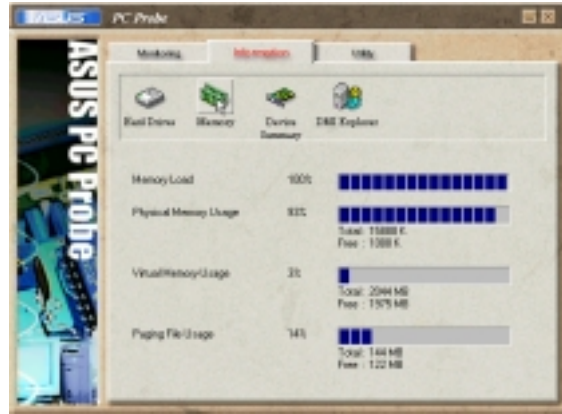 ASUS PC Probe
Monitoring Information Utility
ASUS PC Probe
Hard Drives Memory Device Summary DMI Explorer
Memory Load 100%
Physical Memory Usage 93%
Total: 15888 K.
Free : 1088 K.
Virtual Memory Usage 3%
Total: 2044 MB
Free : 1975 MB
Paging File Usage 14%
Total: 144 MB
Free : 122 MB